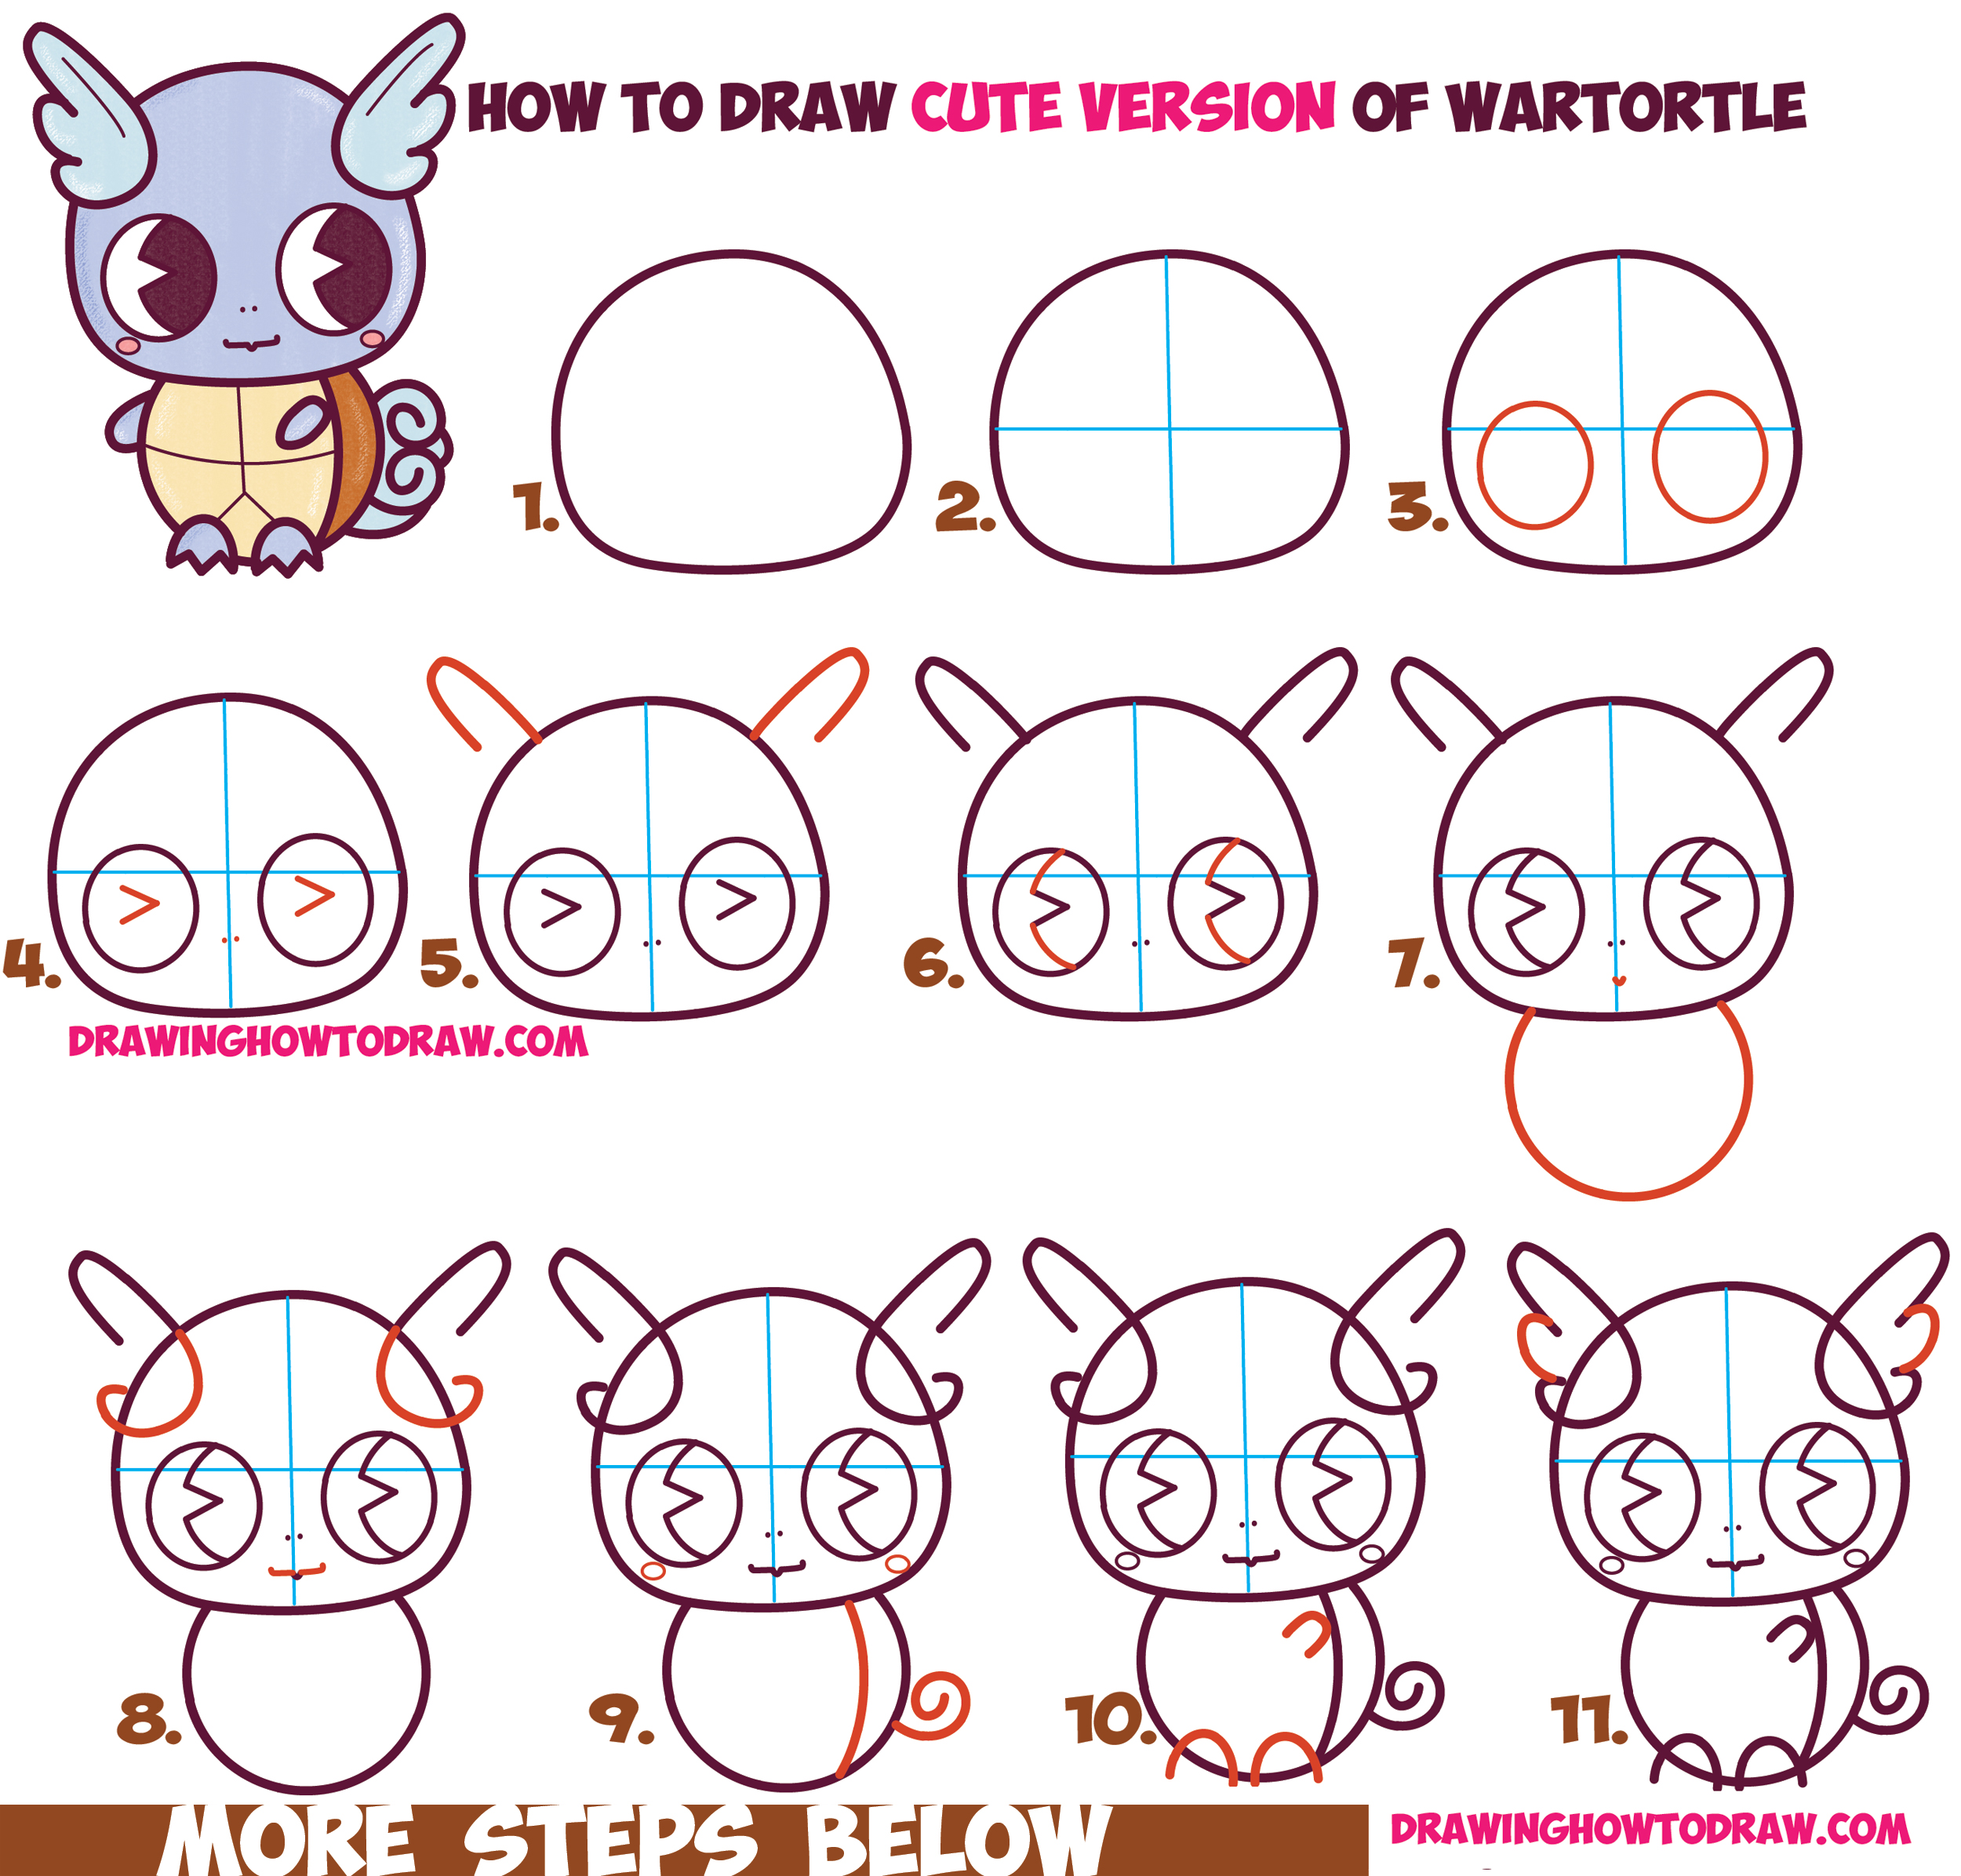 HOW TO DRAW CUTE VERSION OF WARTORTLE
1.
2.
3.
4.
5.
6.
7.
DRAWINGHOWTODRAW.COM
8.
9.
10.
11.
MORE STEPS BELOW
DRAWINGHOWTODRAW.COM